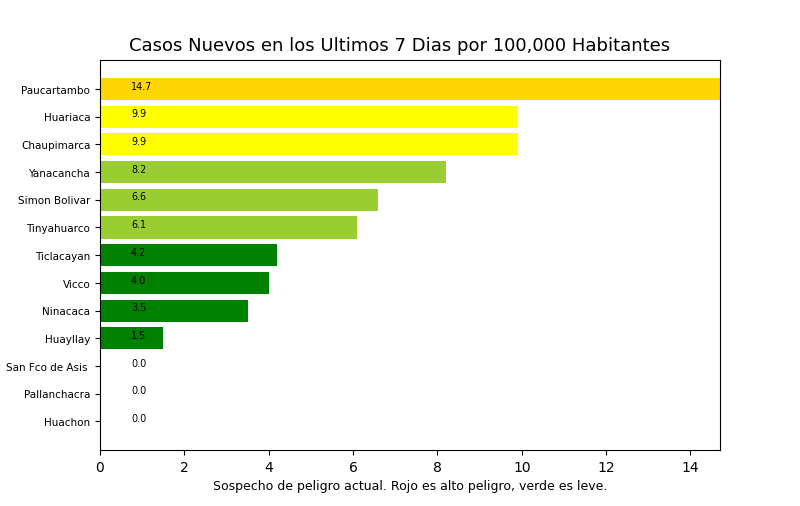 Casos Nuevos en los Ultimos 7 Dias por 100,000 Habitantes
Paucartambo 14.7
Huariaca 9.9
Chaupimarca 9.9
Yanacancha 8.2
Simon Bolivar 6.6
Tinyahuarco 6.1
Ticlacayan 4.2
Vicco 4.0
Ninacaca 3.5
Huayllay 1.5
San Fco de Asis 0.0
Pallanchacra 0.0
Huachon 0.0
0 2 4 6 8 10 12 14
Sospecho de peligro actual. Rojo es alto peligro, verde es leve.